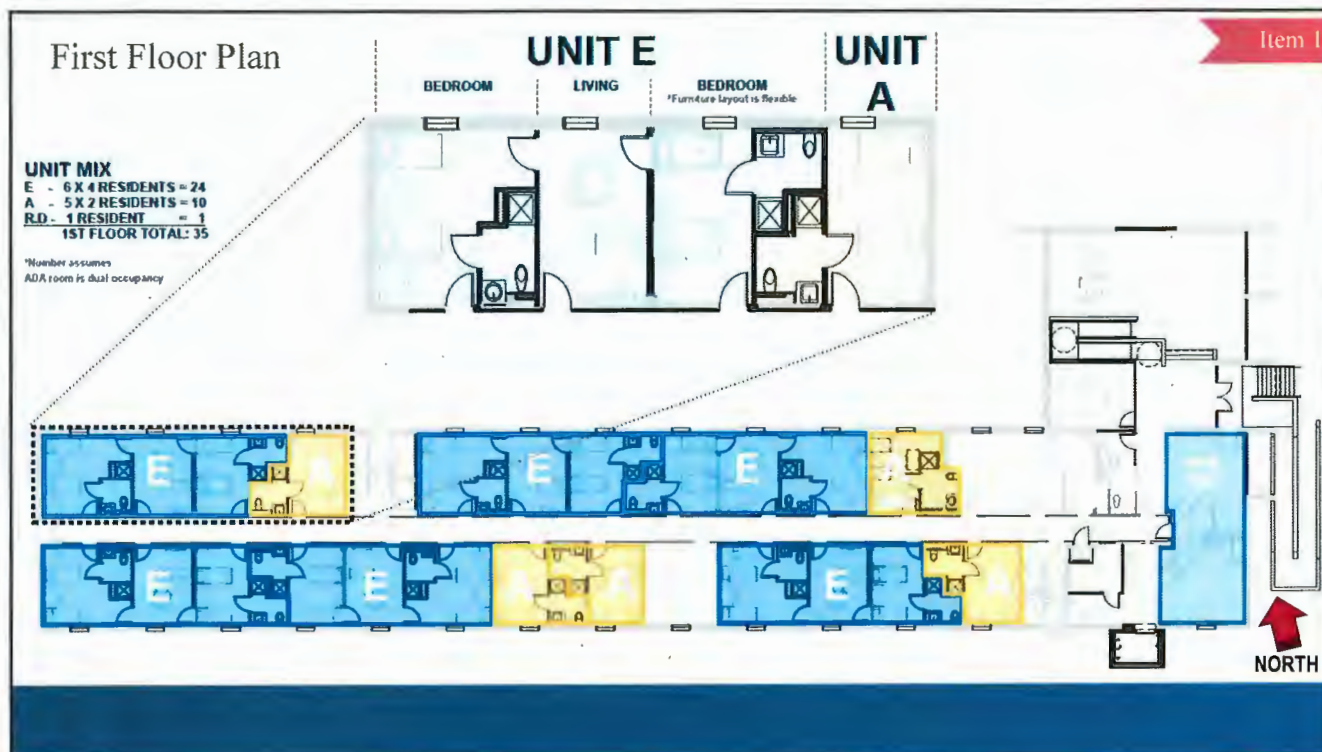 First Floor Plan
UNIT E
UNIT
A
Item 1
BEDROOM
LIVING
BEDROOM
*Furniture layout is flexible
UNIT MIX
E - 6 X 4 RESIDENTS = 24
A - 5 X 2 RESIDENTS = 10
R.D - 1 RESIDENT = 1
1ST FLOOR TOTAL: 35
*Number assumes
ADA room is dual occupancy
E
A
E
E
A
E
E
A
A
E
A
NORTH